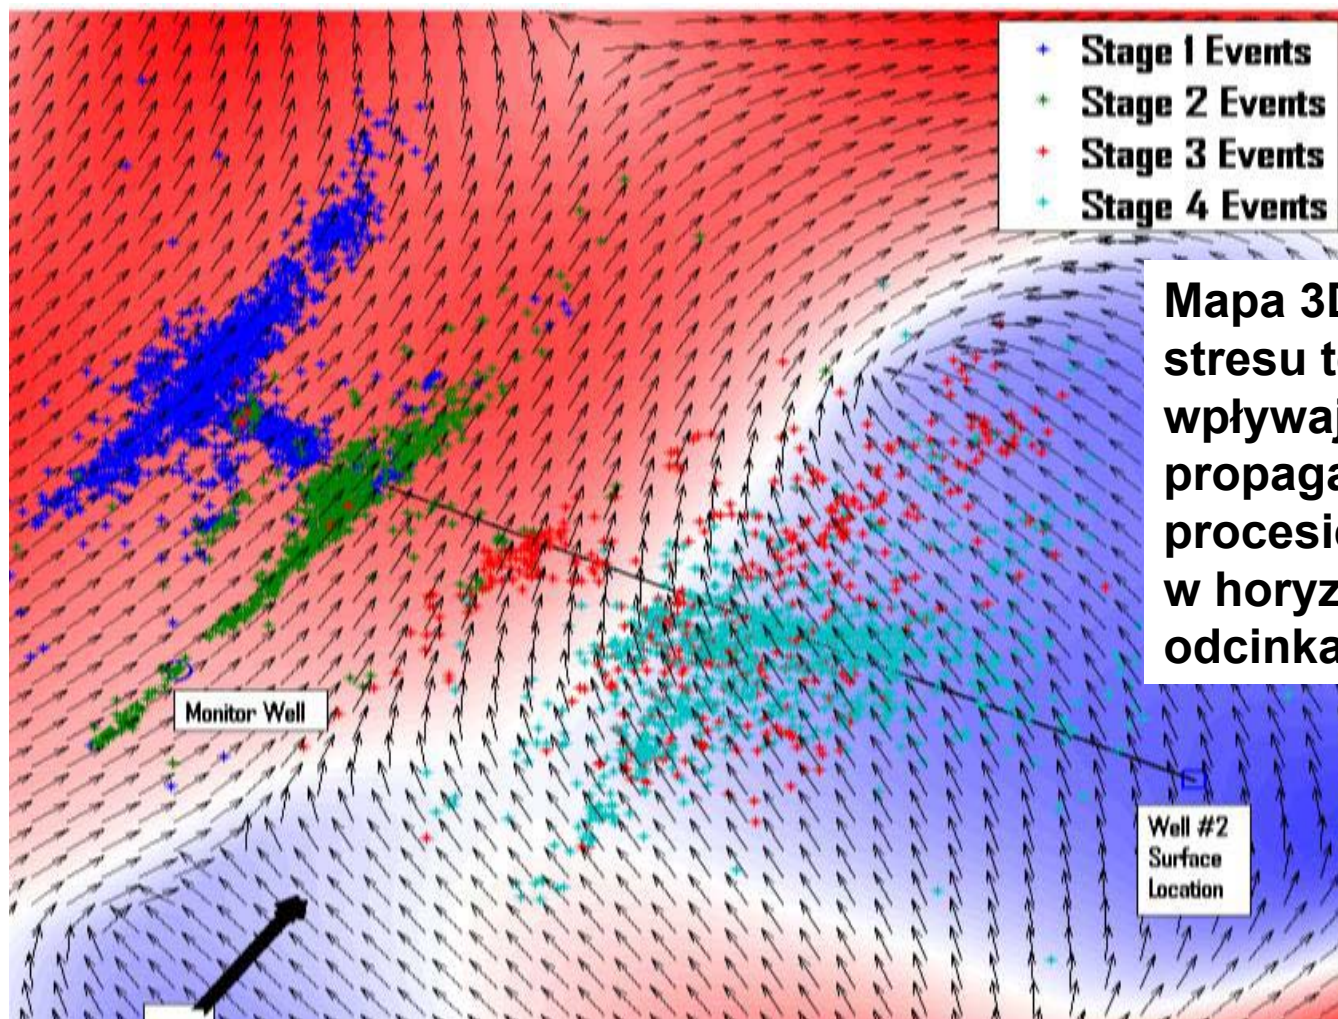 Stage 1 Events
Stage 2 Events
Stage 3 Events
Stage 4 Events
Mapa 3D
stresu
wpływaj
propaga
w horyz
odcinka
Monitor Well
Well #2
Surface
Location